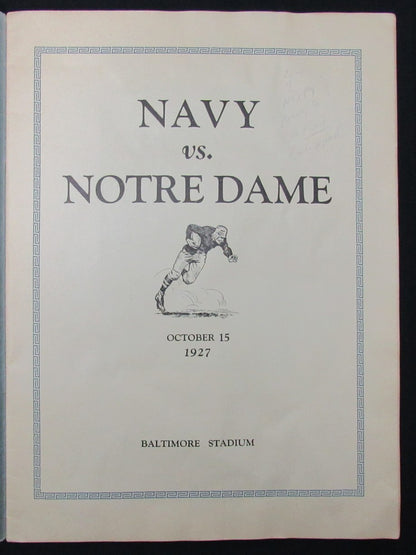 NAVY
vs.
NOTRE DAME
OCTOBER 15
1927
BALTIMORE STADIUM